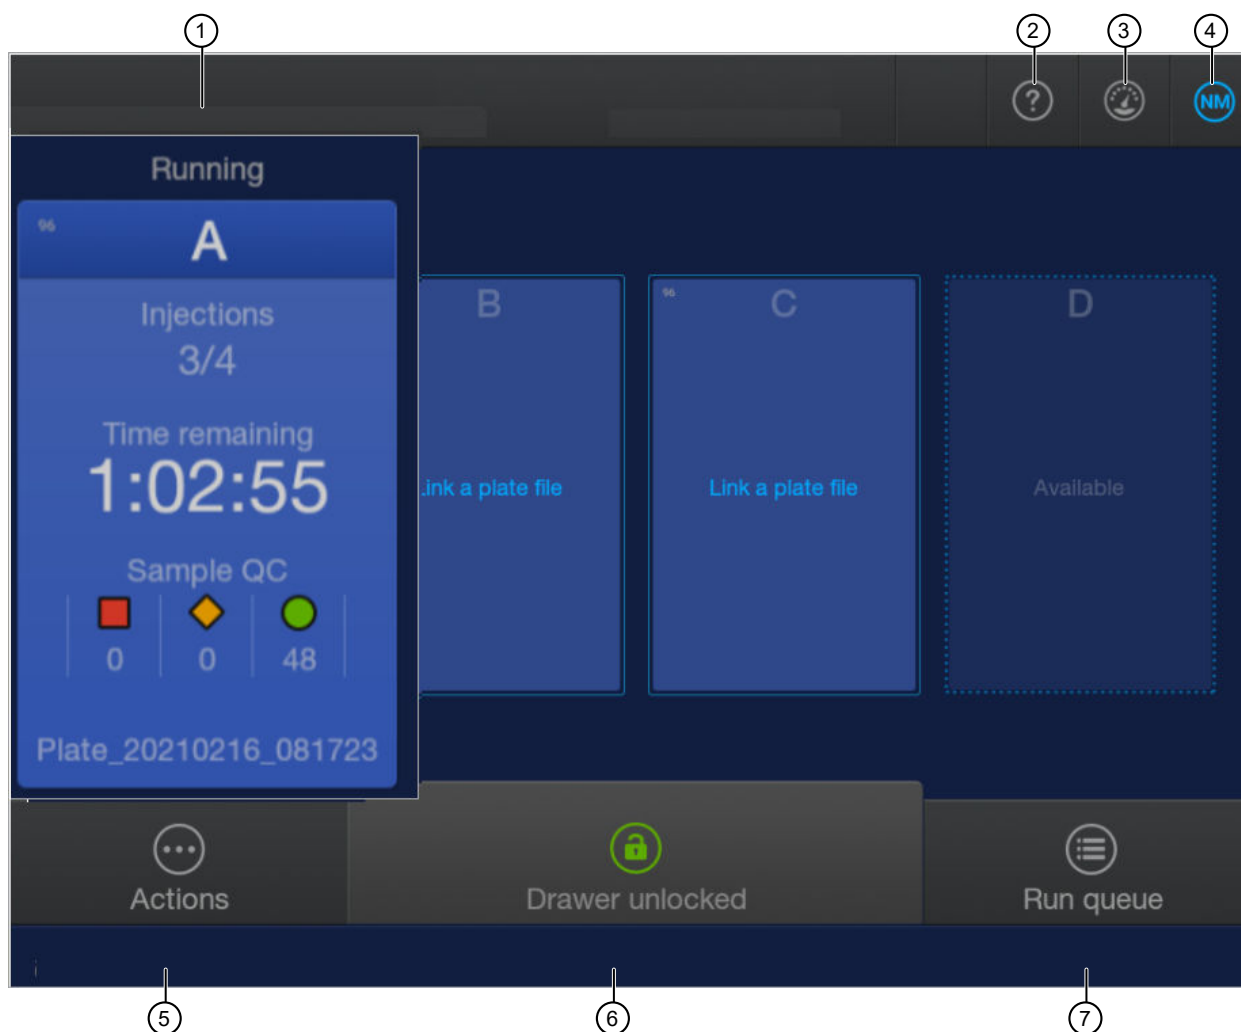 1
2
3
4
?
NM
Running
96
A
Injections
3/4
Time remaining
1:02:55
Sample QC
0 0 48
Plate_20210216_081723
B
Link a plate file
96
C
Link a plate file
D
Available
Actions
Drawer unlocked
Run queue
5
6
7